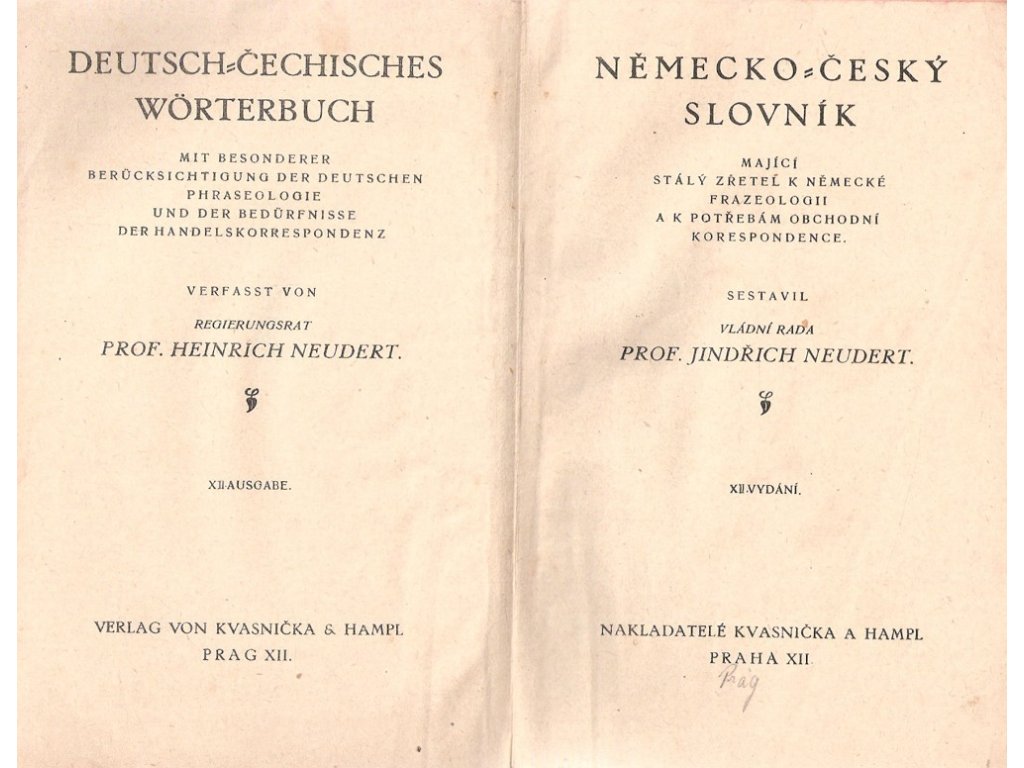 DEUTSCH=ČECHISCHES
WÖRTERBUCH
MIT BESONDERER
BERÜCKSICHTIGUNG DER DEUTSCHEN
PHRASEOLOGIE
UND DER BEDÜRFNISSE
DER HANDELSKORRESPONDENZ
VERFASST VON
REGIERUNGSRAT
PROF. HEINRICH NEUDERT.
XII. AUSGABE.
VERLAG VON KVASNIČKA & HAMPL
PRAG XII.
NĚMECKO=ČESKÝ
SLOVNÍK
MAJÍCÍ
STÁLÝ ZŘETEL K NĚMECKÉ
FRAZEOLOGII
A K POTŘEBÁM OBCHODNÍ
KORESPONDENCE.
SESTAVIL
VLÁDNÍ RADA
PROF. JINDŘICH NEUDERT.
XII. VYDÁNÍ.
NAKLADATELÉ KVASNIČKA A HAMPL
PRAHA XII.
Prag